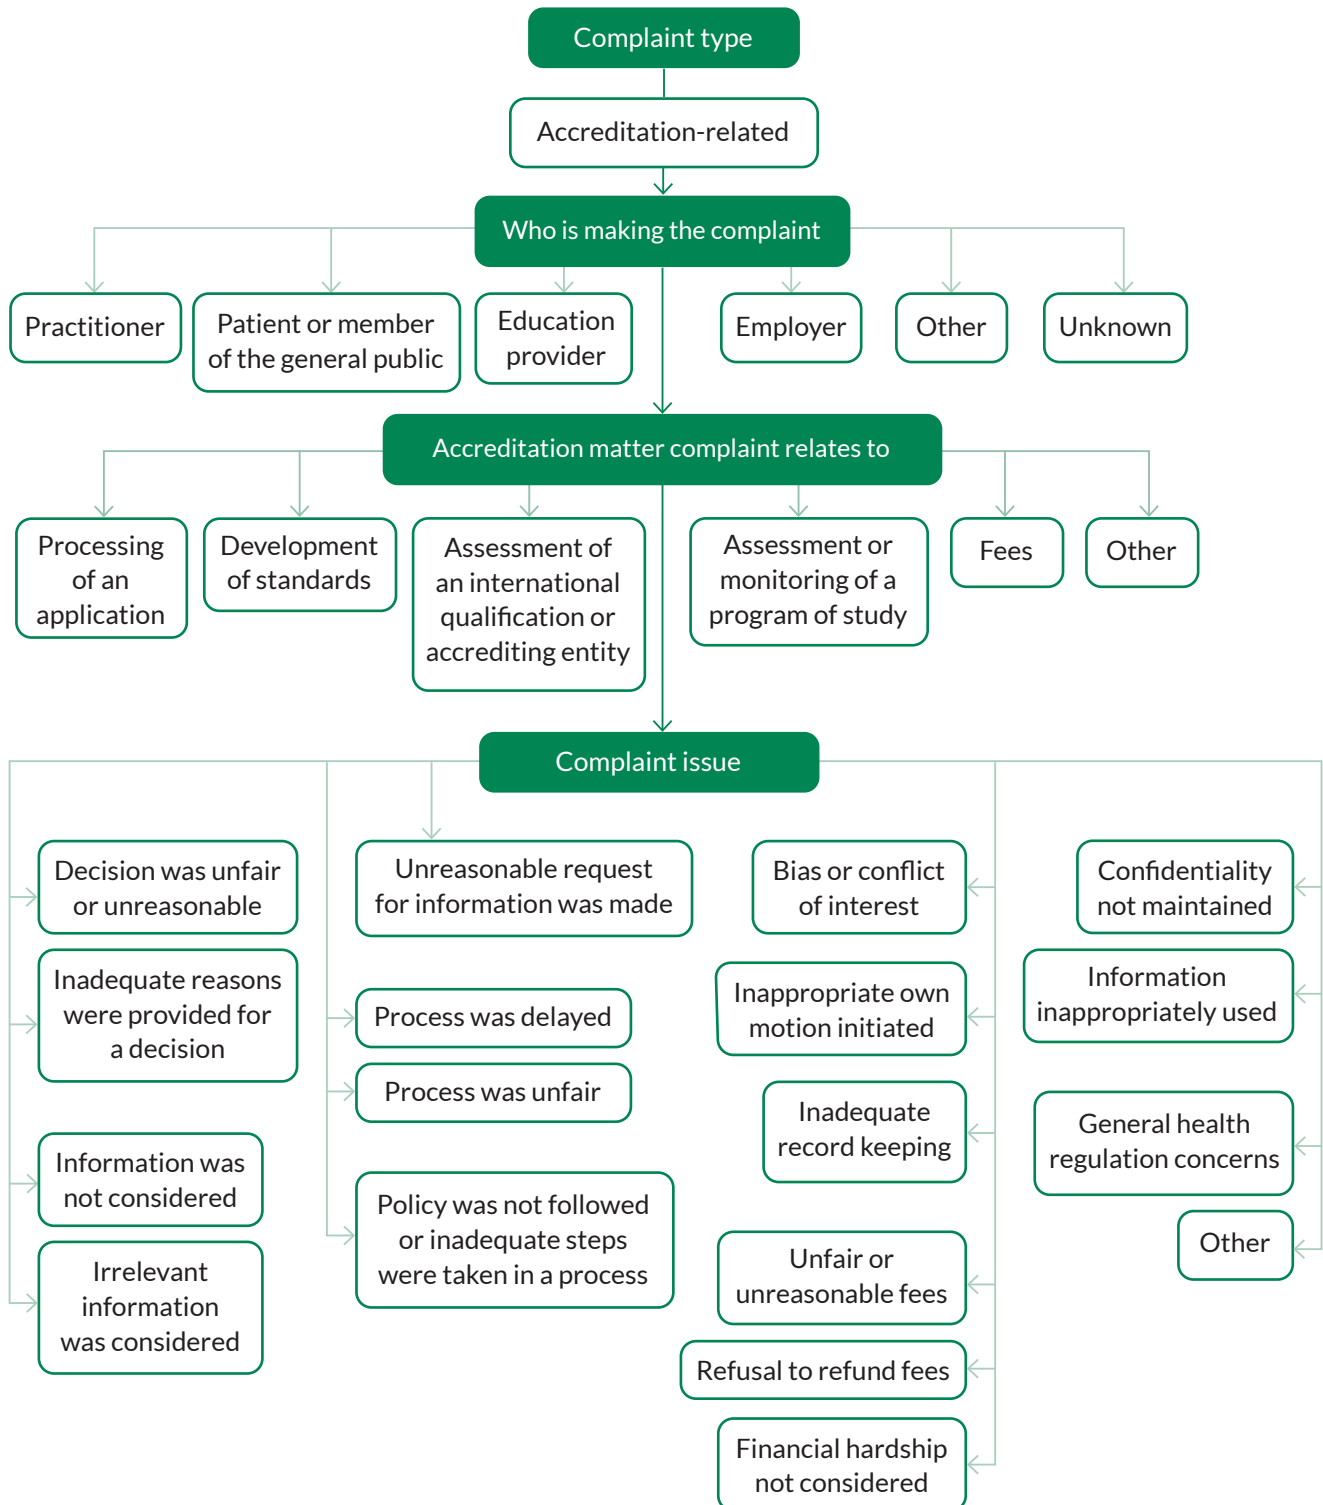 Complaint type
Accreditation-related
Who is making the complaint
Practitioner
Patient or member
of the general public
Education
provider
Employer
Other
Unknown
Accreditation matter complaint relates to
Processing
of an
application
Development
of standards
Assessment of
an international
qualification or
accrediting entity
Assessment or
monitoring of a
program of study
Fees
Other
Complaint issue
Decision was unfair
or unreasonable
Inadequate reasons
were provided for
a decision
Information was
not considered
Irrelevant
information
was considered
Unreasonable request
for information was made
Process was delayed
Process was unfair
Policy was not followed
or inadequate steps
were taken in a process
Bias or conflict
of interest
Inappropriate own
motion initiated
Inadequate
record keeping
Unfair or
unreasonable fees
Refusal to refund fees
Financial hardship
not considered
Confidentiality
not maintained
Information
inappropriately used
General health
regulation concerns
Other